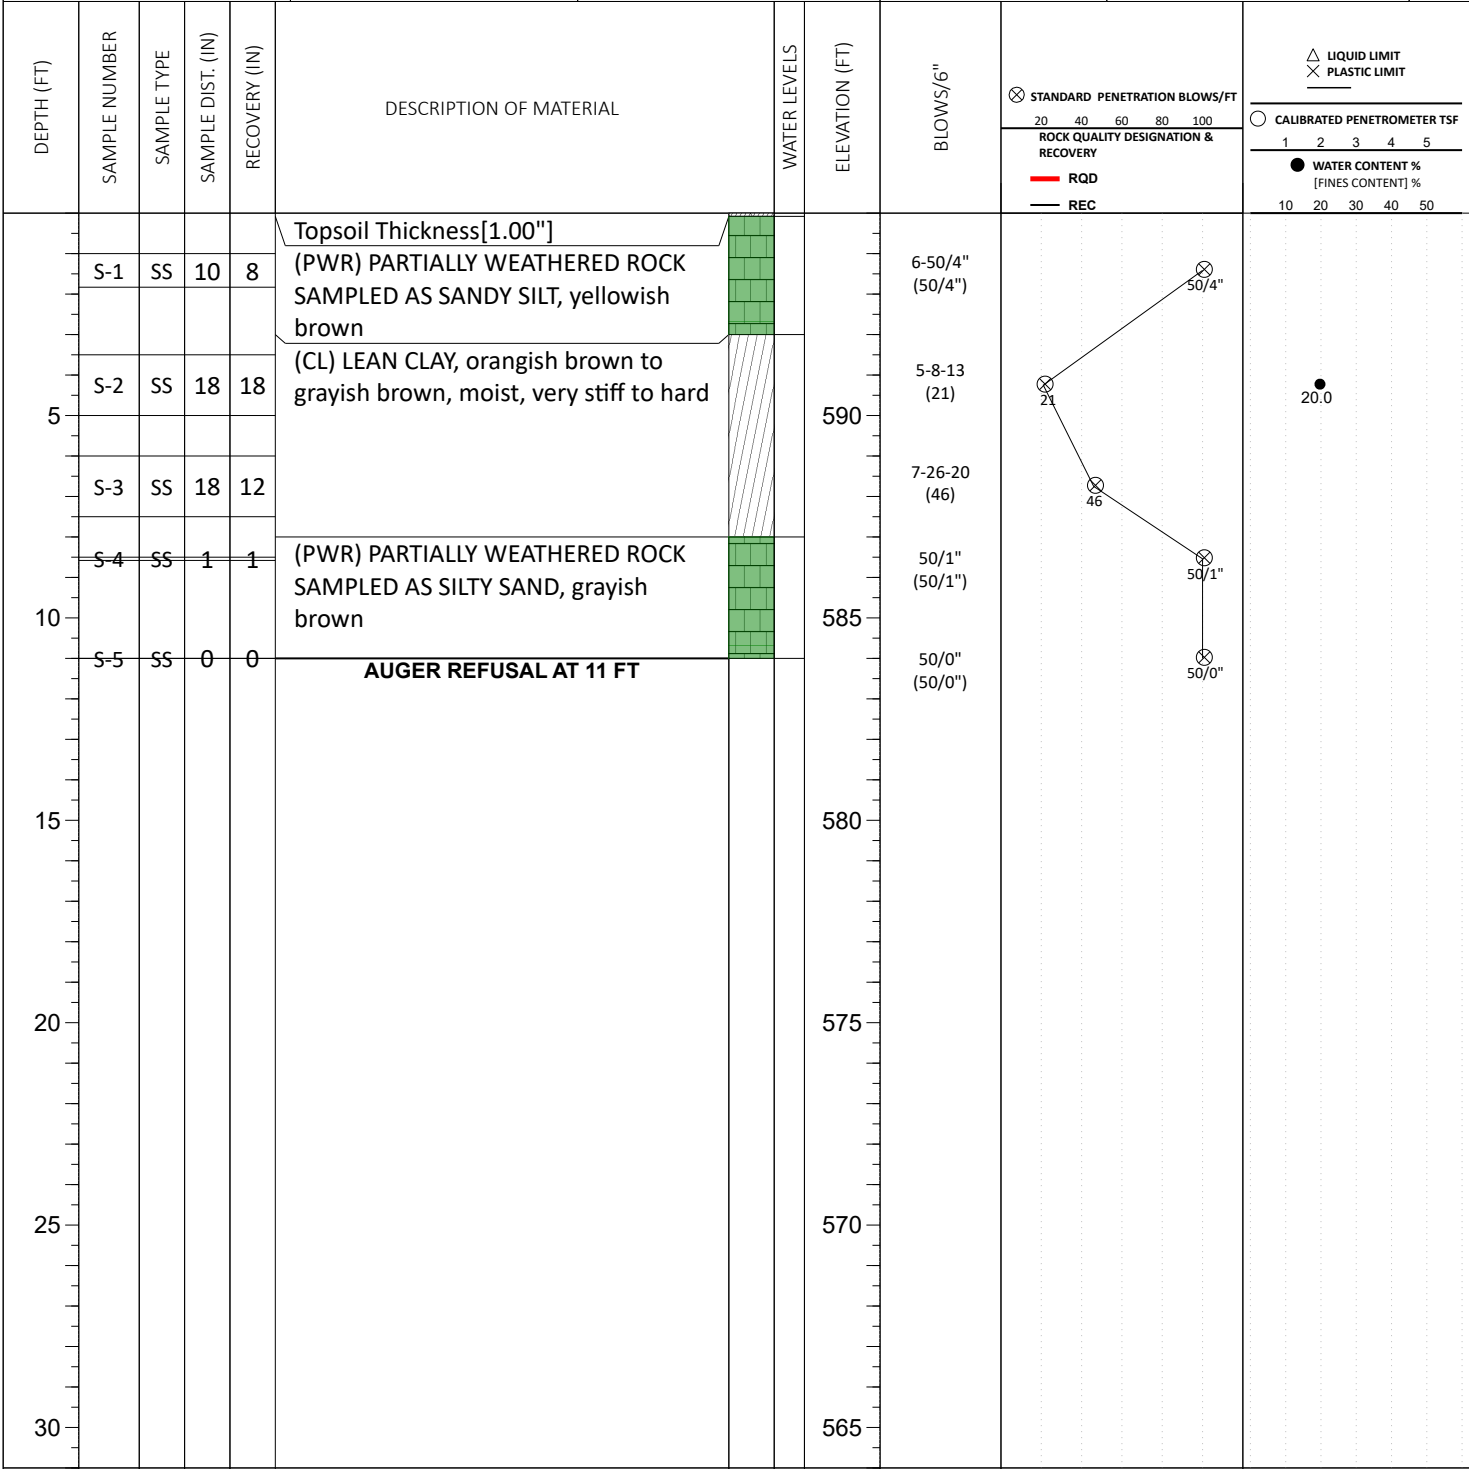 DEPTH (FT)
SAMPLE NUMBER
SAMPLE TYPE
SAMPLE DIST. (IN)
RECOVERY (IN)
DESCRIPTION OF MATERIAL
WATER LEVELS
ELEVATION (FT)
BLOWS/6"
STANDARD PENETRATION BLOWS/FT
20 40 60 80 100
ROCK QUALITY DESIGNATION &
RECOVERY
RQD
REC
LIQUID LIMIT
PLASTIC LIMIT
CALIBRATED PENETROMETER TSF
1 2 3 4 5
WATER CONTENT %
[FINES CONTENT] %
10 20 30 40 50
Topsoil Thickness[1.00"]
S-1 SS 10 8
(PWR) PARTIALLY WEATHERED ROCK
SAMPLED AS SANDY SILT, yellowish
brown
6-50/4"
(50/4")
50/4"
S-2 SS 18 18
(CL) LEAN CLAY, orangish brown to
grayish brown, moist, very stiff to hard
5-8-13
(21)
21
20.0
5
590
S-3 SS 18 12
7-26-20
(46)
46
S-4 SS 1 1
(PWR) PARTIALLY WEATHERED ROCK
SAMPLED AS SILTY SAND, grayish
brown
50/1"
(50/1")
50/1"
10
585
S-5 SS 0 0
AUGER REFUSAL AT 11 FT
50/0"
(50/0")
50/0"
15
580
20
575
25
570
30
565